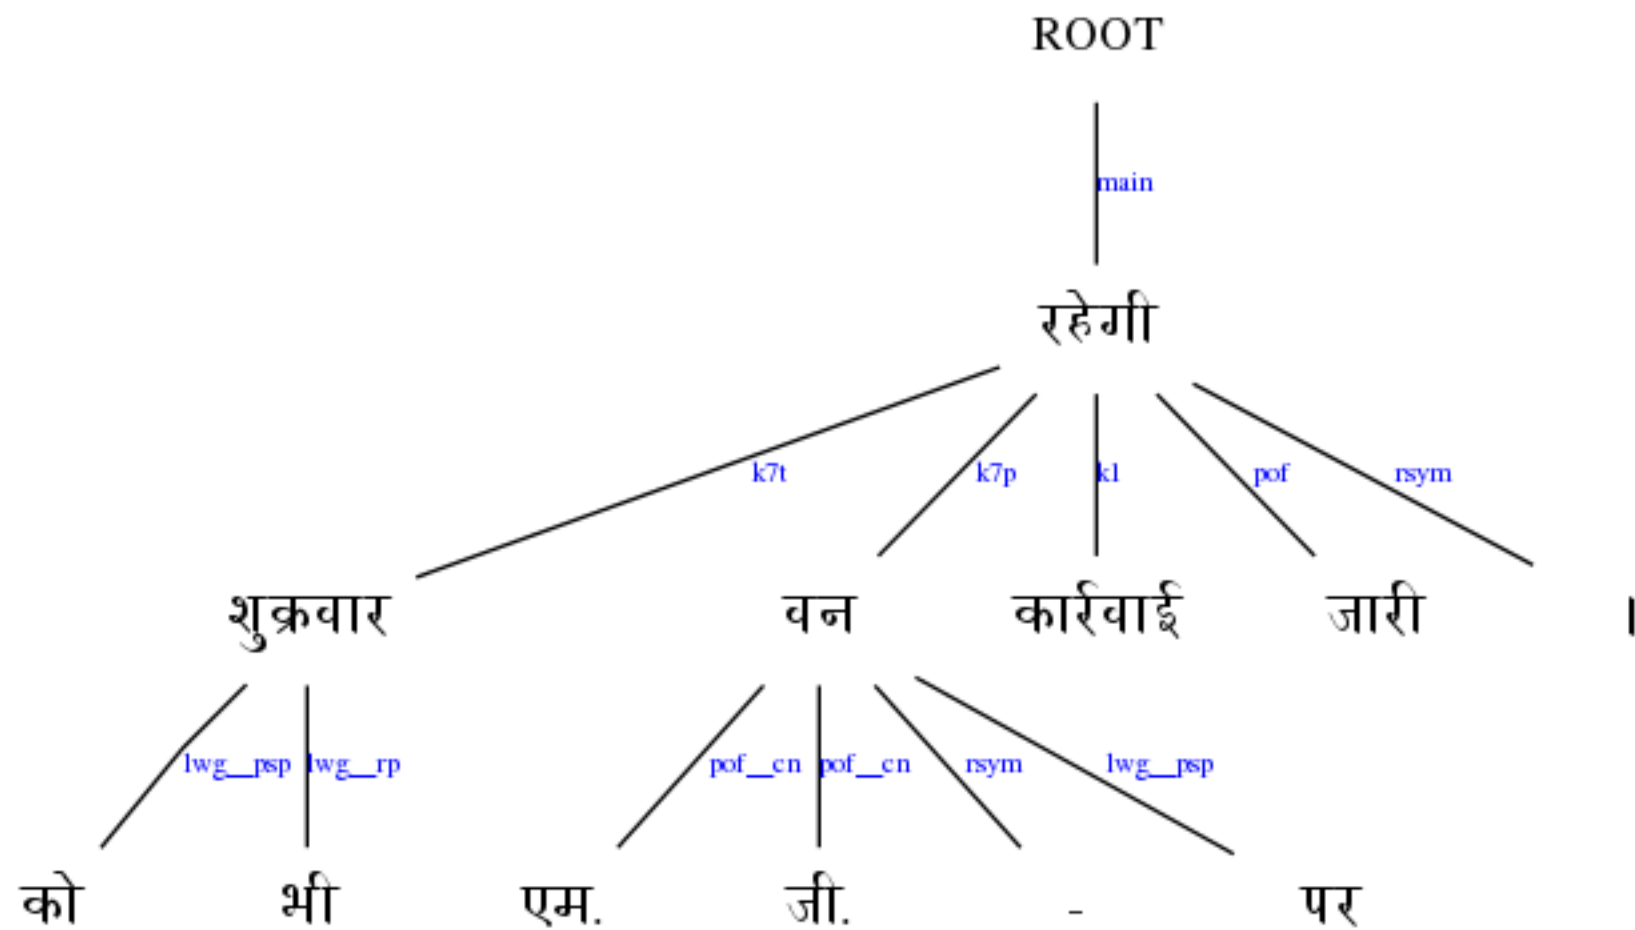 ROOT
main
रहेगी
k7t k7p k1 pof rsym
शुक्रवार वन कार्रवाई जारी ।
lwg__psp lwg__rp pof__cn pof__cn rsym lwg__psp
को भी एम. जी. - पर